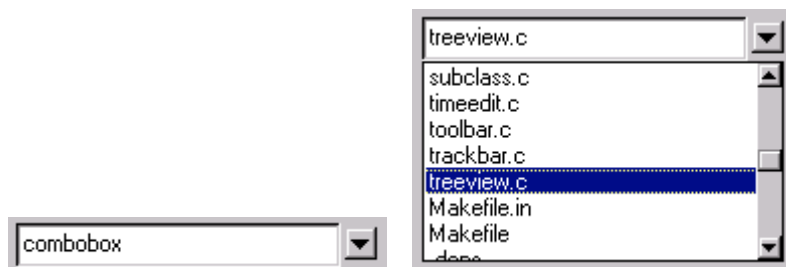 combobox
treeview.c
subclass.c
timeedit.c
toolbar.c
trackbar.c
treeview.c
Makefile.in
Makefile